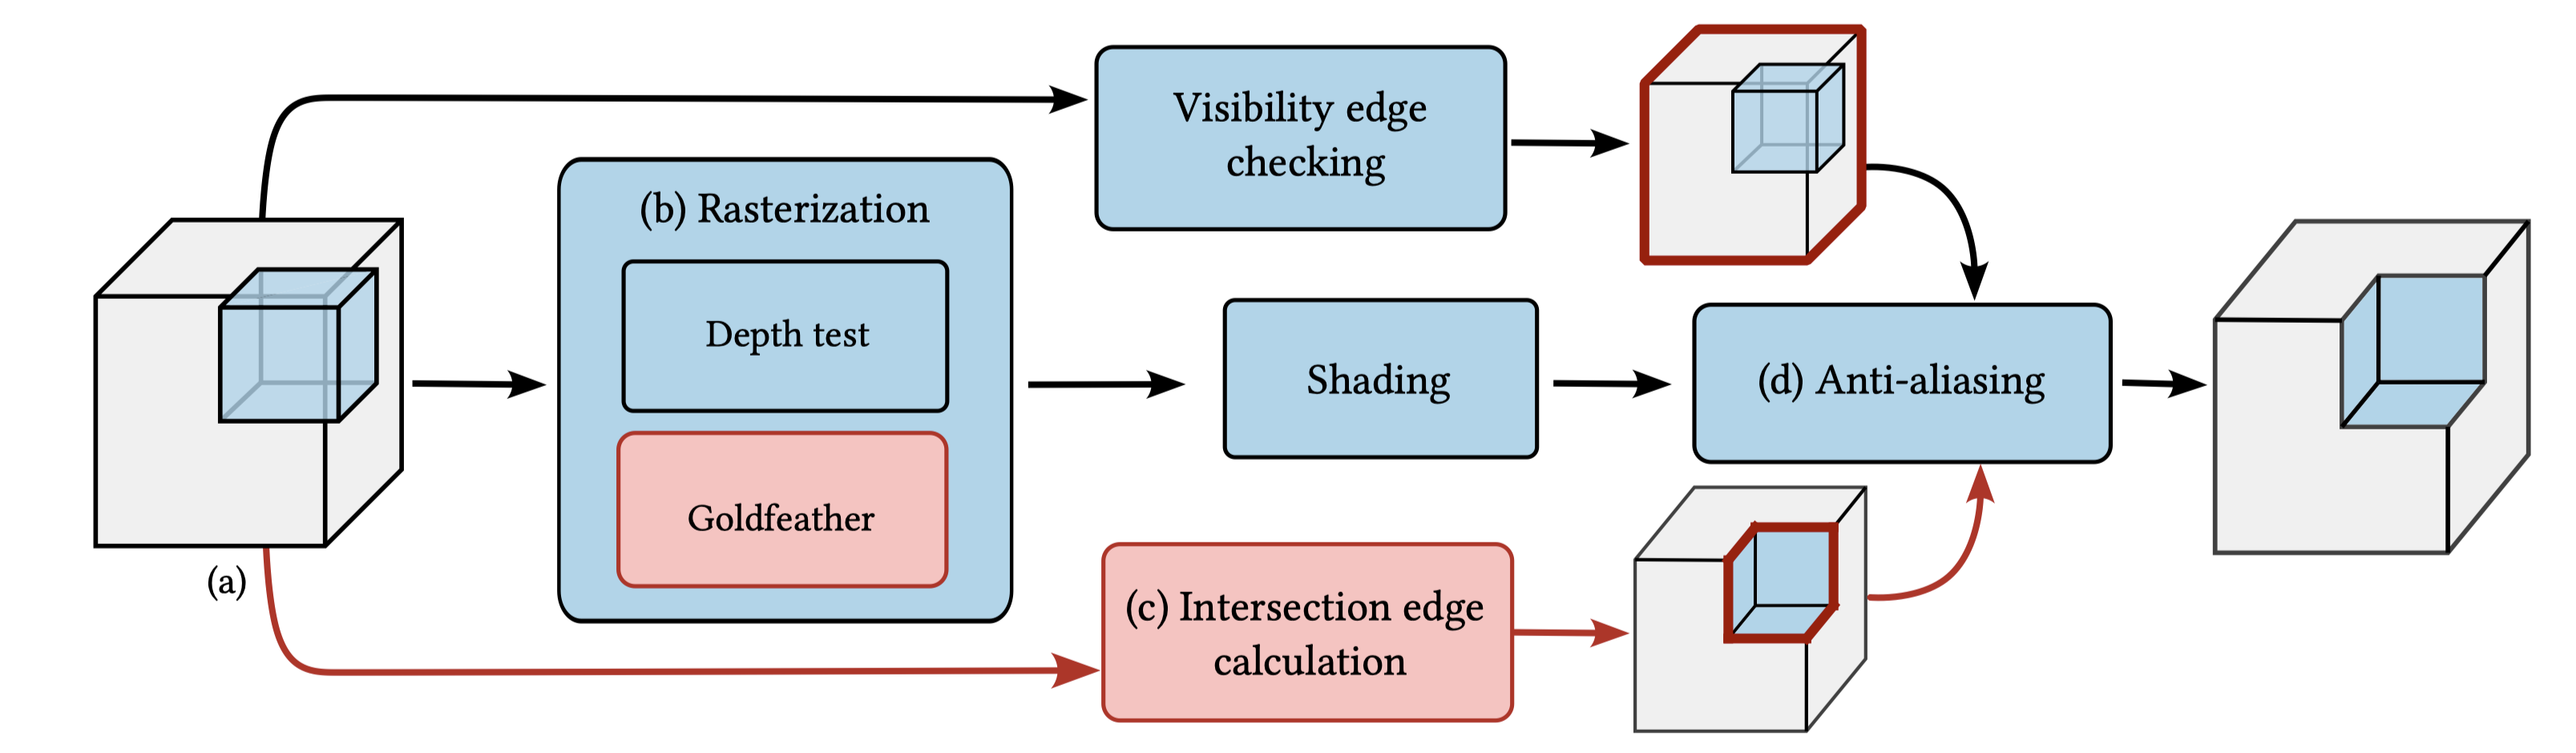 Visibility edge
checking
(b) Rasterization
Depth test
Goldfeather
Shading
(d) Anti-aliasing
(a)
(c) Intersection edge
calculation